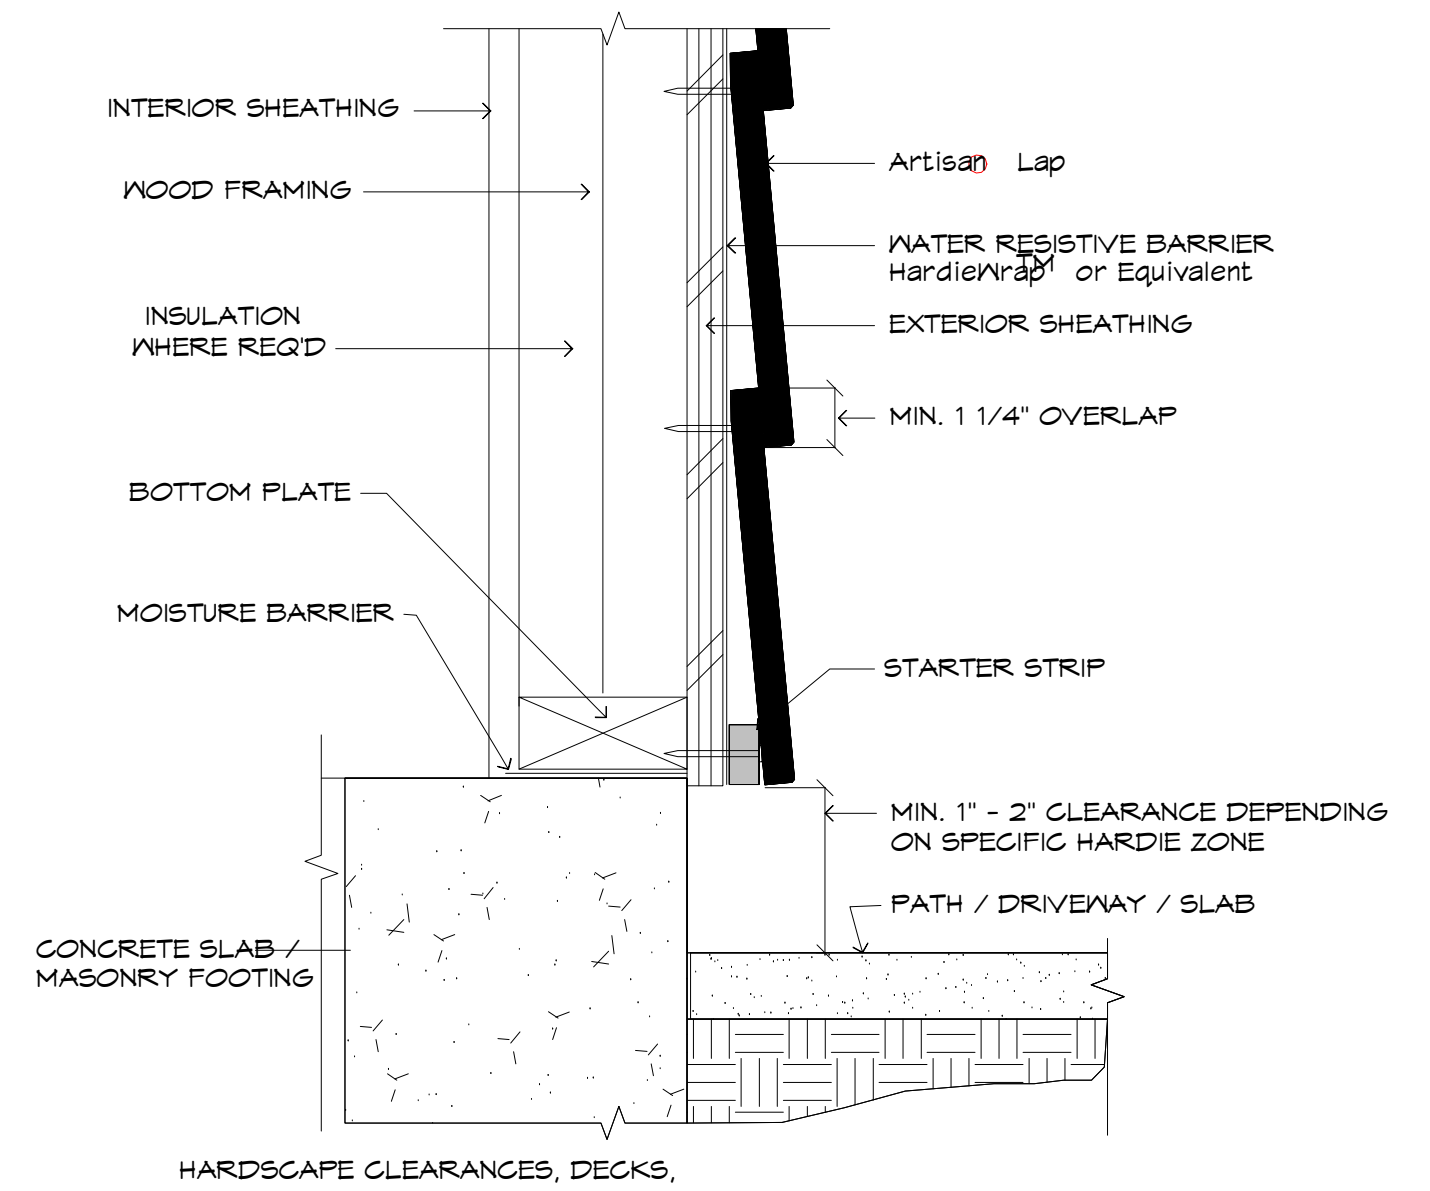 INTERIOR SHEATHING
WOOD FRAMING
INSULATION
WHERE REQ'D
BOTTOM PLATE
MOISTURE BARRIER
CONCRETE SLAB /
MASONRY FOOTING
Artisan Lap
WATER RESISTIVE BARRIER
HardieWrap™ or Equivalent
EXTERIOR SHEATHING
MIN. 1 1/4" OVERLAP
STARTER STRIP
MIN. 1" - 2" CLEARANCE DEPENDING
ON SPECIFIC HARDIE ZONE
PATH / DRIVEWAY / SLAB
HARDSCAPE CLEARANCES, DECKS,